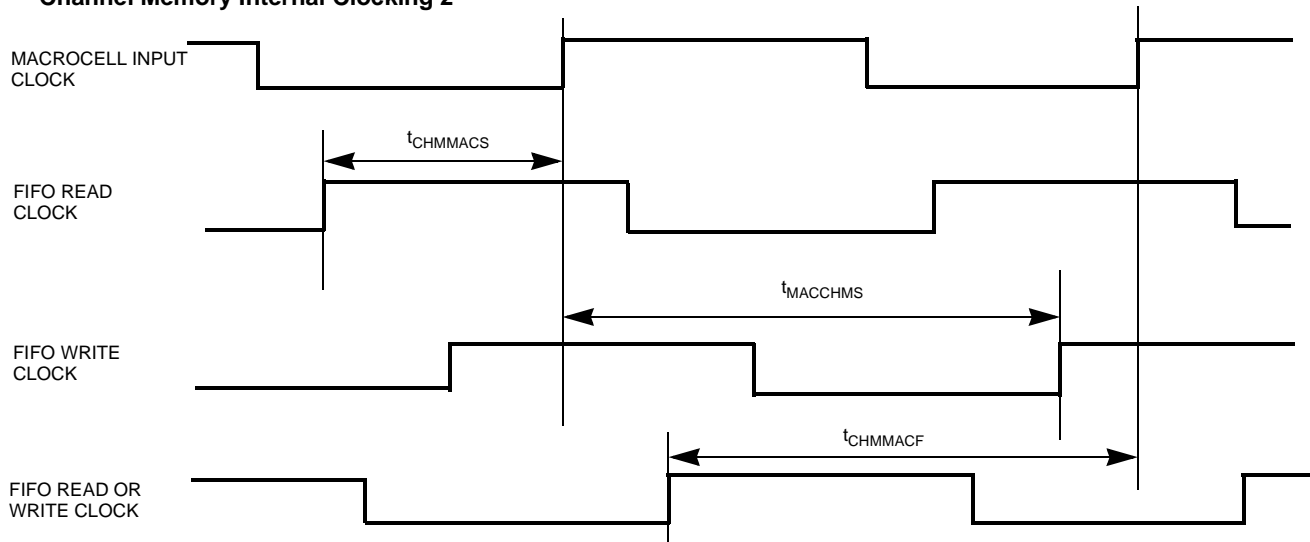 Channel Memory Internal Clocking 2
MACROCELL INPUT
CLOCK
tCHMMACS
FIFO READ
CLOCK
tMACCHMS
FIFO WRITE
CLOCK
tCHMMACF
FIFO READ OR
WRITE CLOCK